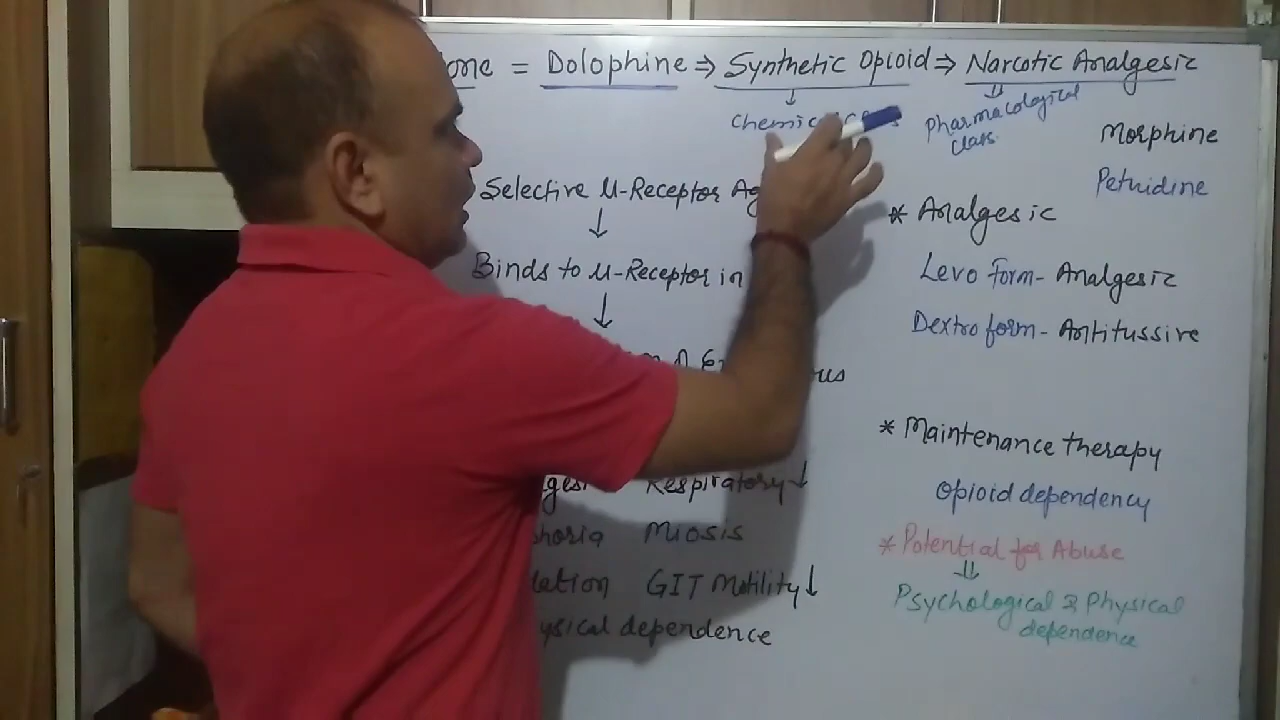 = Dolophine ⇒ Synthetic Opioid ⇒ Narcotic Analgesic
↓
⇓
Pharmacological
class
Morphine
Pethidine
Selective μ-Receptor
↓
Binds to μ-Receptor in
↓
Respiratory ↓
Miosis
GIT Motility ↓
dependence
* Analgesic
Levo form - Analgesic
Dextro form - Antitussive
* Maintenance therapy
Opioid dependency
* Potential for Abuse
⇓
Psychological & Physical
dependence